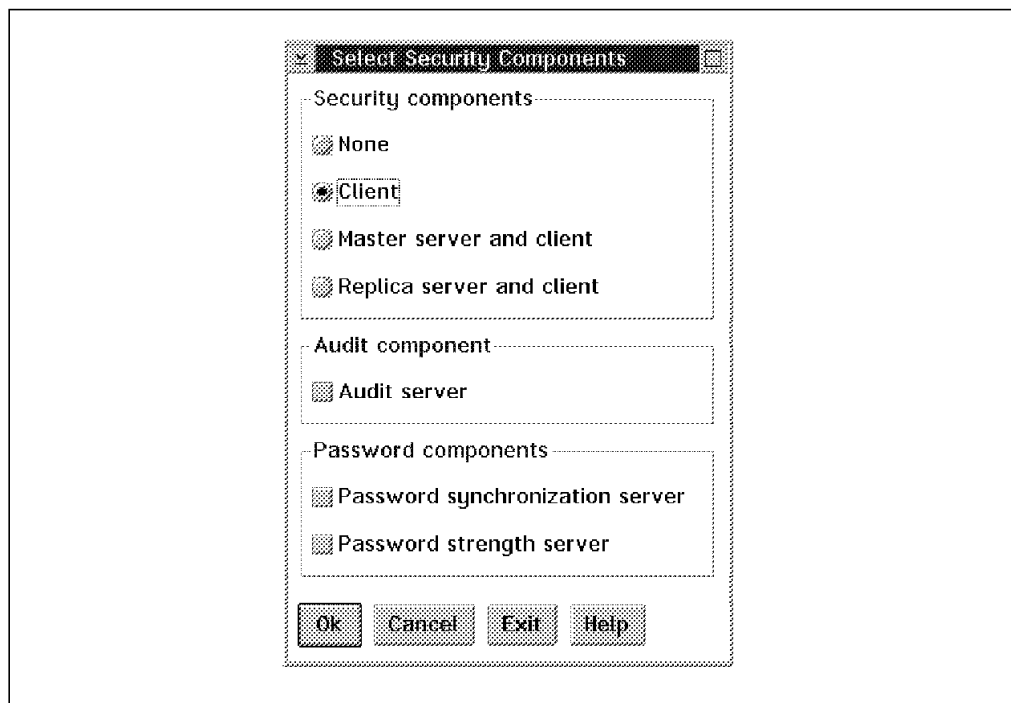 Select Security Components
Security components
None
Client
Master server and client
Replica server and client
Audit component
Audit server
Password components
Password synchronization server
Password strength server
Ok Cancel Exit Help